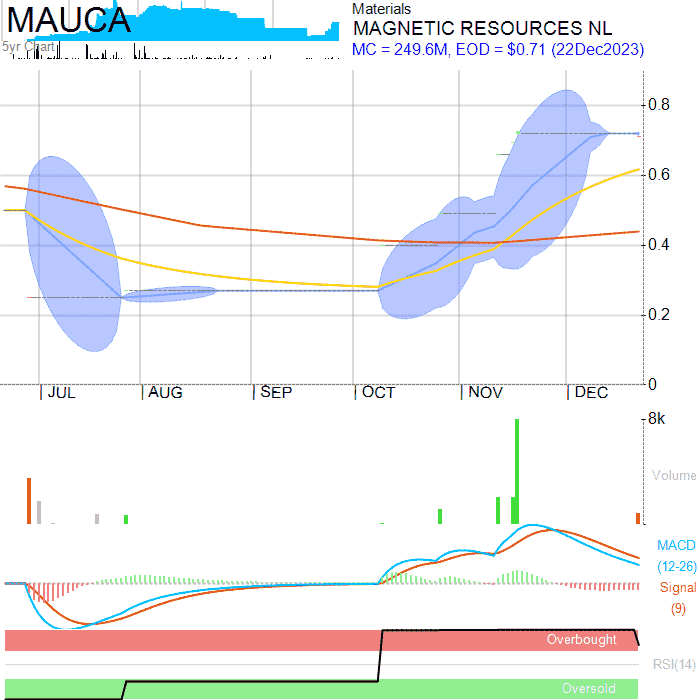 MAUCA
5yr Chart
Materials
MAGNETIC RESOURCES NL
MC = 249.6M, EOD = $0.71 (22Dec2023)
0.8
0.6
0.4
0.2
0
JUL AUG SEP OCT NOV DEC
8k
Volume
MACD
(12-26)
Signal
(9)
Overbought
RSI(14)
Oversold